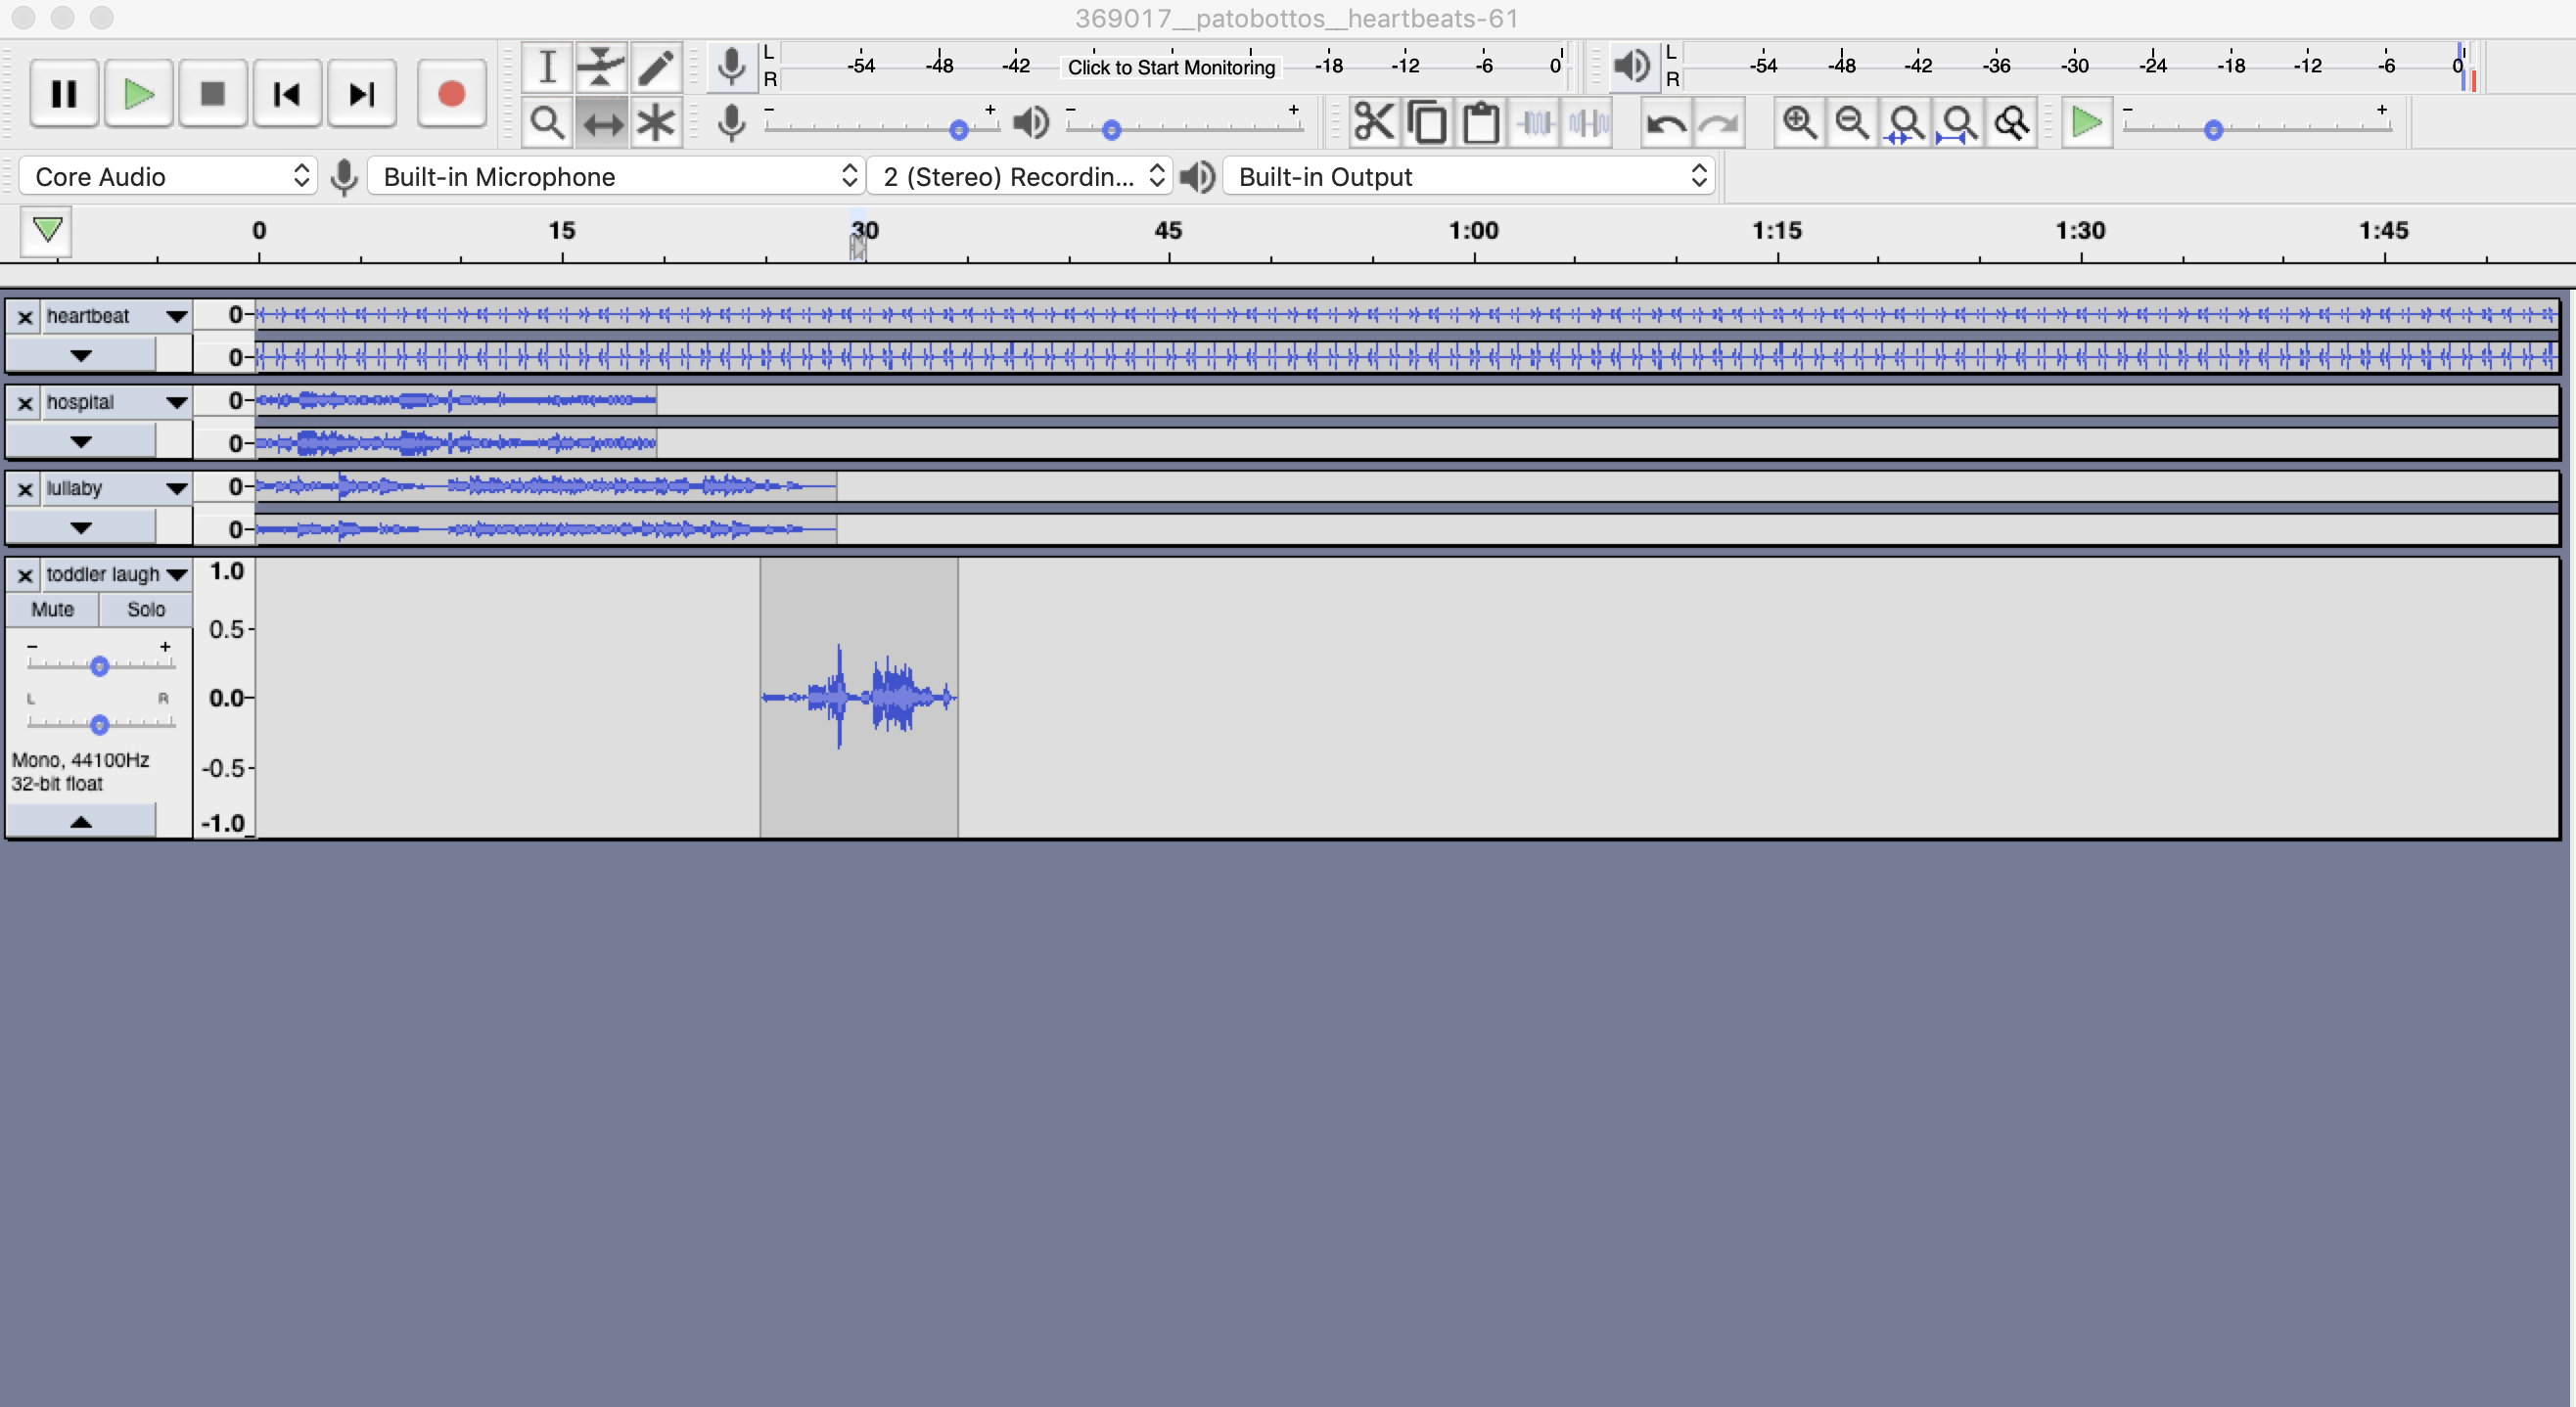 369017__patobottos__heartbeats-61
L
R
-54 -48 -42 Click to Start Monitoring -18 -12 -6 0
L
R
-54 -48 -42 -36 -30 -24 -18 -12 -6 0
- + - + - +
Core Audio Built-in Microphone 2 (Stereo) Recordin... Built-in Output
0 15 30 45 1:00 1:15 1:30 1:45
heartbeat 0
0
hospital 0
0
lullaby 0
0
toddler laugh 1.0
Mute Solo
0.5
- +
L R
0.0
Mono, 44100Hz
-0.5
32-bit float
-1.0